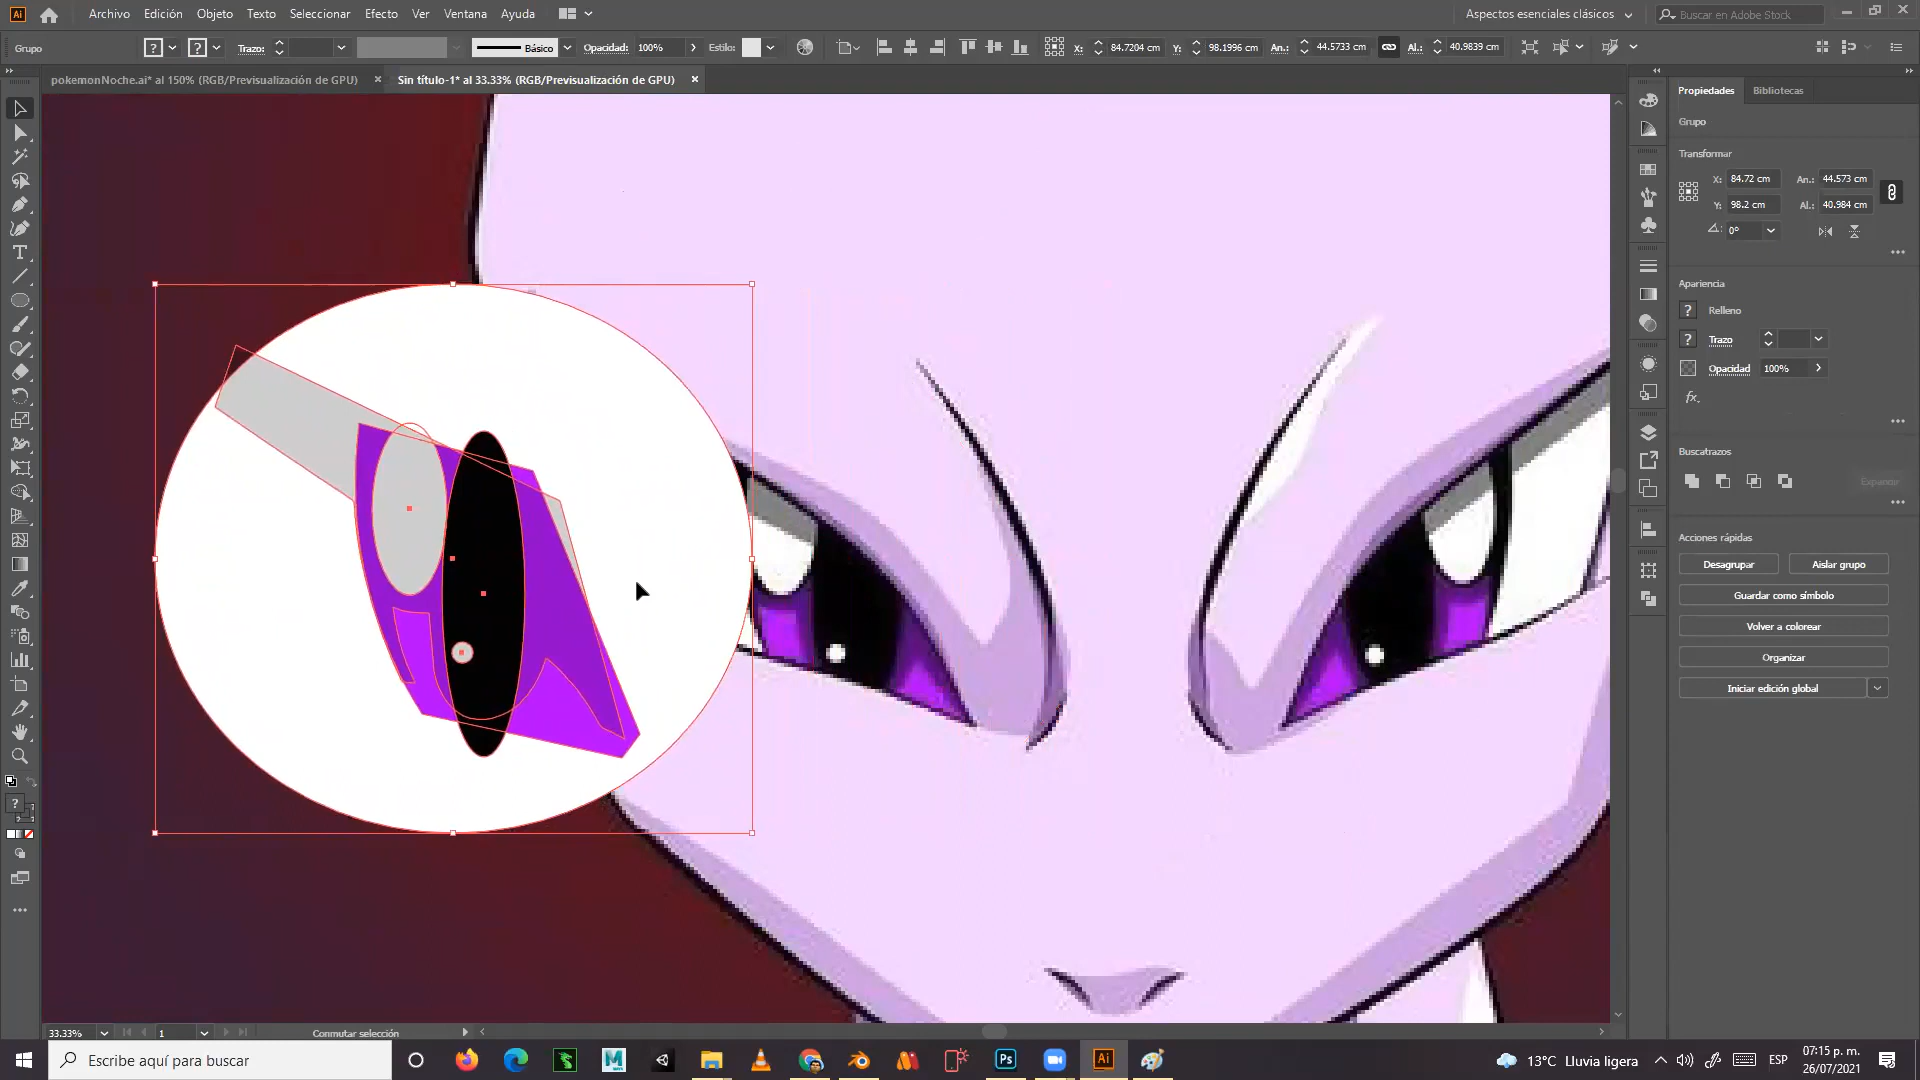 Archivo Edición Objeto Texto Seleccionar Efecto Ver Ventana Ayuda Aspectos esenciales clásicos Buscar en Adobe Stock
Grupo Trazo: Básico Opacidad: 100% Estilo: X: 84.7204 cm Y: 98.1996 cm An.: 44.5733 cm Al.: 40.9839 cm
pokemonNoche.ai* al 150% (RGB/Previsualización de GPU) × Sin título-1* al 33.33% (RGB/Previsualización de GPU) ×
Propiedades Bibliotecas
Grupo
Transformar
X: 84.72 cm An.: 44.573 cm
Y: 98.2 cm Al.: 40.984 cm
0°
Apariencia
? Relleno
? Trazo
Opacidad 100%
fx.
Buscatrazos
Expandir
Acciones rápidas
Desagrupar Aislar grupo
Guardar como símbolo
Volver a colorear
Organizar
Iniciar edición global
33.33% 1 Conmutar selección
Escribe aquí para buscar
13°C Lluvia ligera ESP
07:15 p. m.
26/07/2021